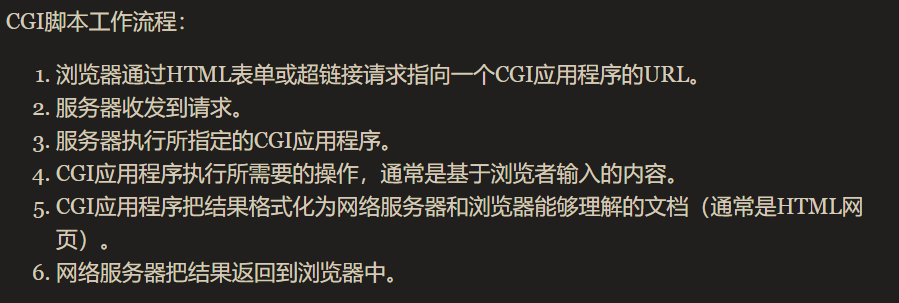 CGI脚本工作流程：
1. 浏览器通过HTML表单或超链接请求指向一个CGI应用程序的URL。
2. 服务器收发到请求。
3. 服务器执行所指定的CGI应用程序。
4. CGI应用程序执行所需要的操作，通常是基于浏览者输入的内容。
5. CGI应用程序把结果格式化为网络服务器和浏览器能够理解的文档（通常是HTML网
页）。
6. 网络服务器把结果返回到浏览器中。